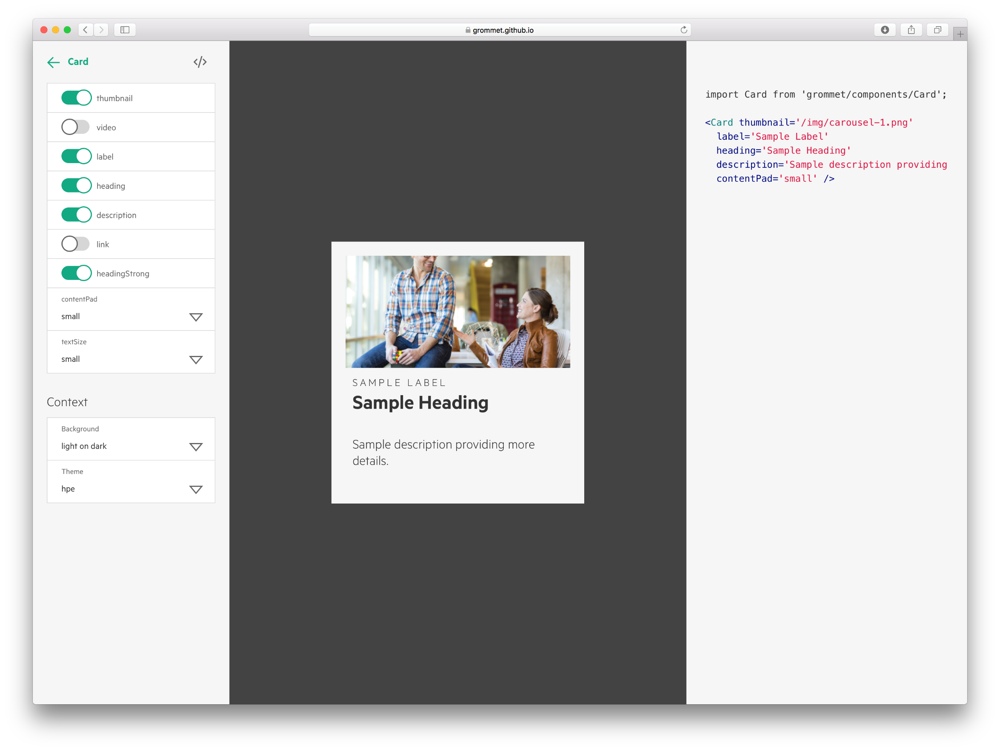 grommet.github.io
Card
</>
thumbnail
video
label
heading
description
link
headingStrong
contentPad
small
textSize
small
Context
Background
light on dark
Theme
hpe
SAMPLE LABEL
Sample Heading
Sample description providing more
details.
import Card from 'grommet/components/Card';
<Card thumbnail='/img/carousel-1.png'
label='Sample Label'
heading='Sample Heading'
description='Sample description providing
contentPad='small' />